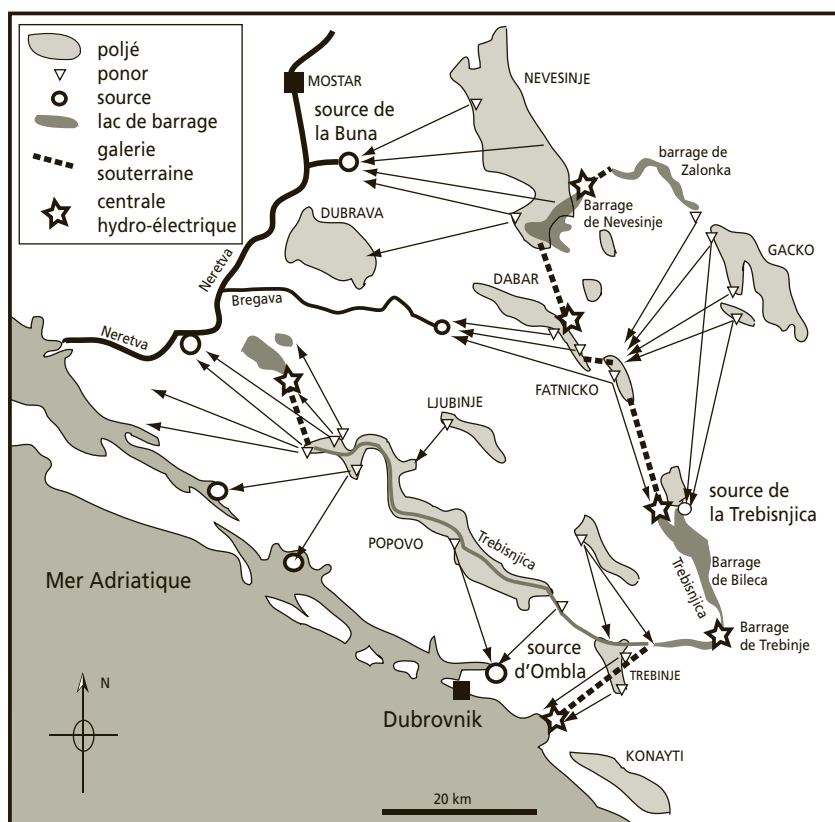 poljé
ponor
source
lac de barrage
galerie
souterraine
centrale
hydro-électrique
MOSTAR
source de
la Buna
NEVESINJE
barrage de
Zalonka
Barrage
de Nevesinje
DUBRAVA
GACKO
Neretva
Bregava
DABAR
Neretva
FATNICKO
LJUBINJE
source de
la Trebisnjica
POPOVO
Trebisnjica
Barrage
de Bileca
Trebisnjica
Mer Adriatique
Barrage
de Trebinje
source
d'Ombla
TREBINJE
N
Dubrovnik
KONAYTI
20 km